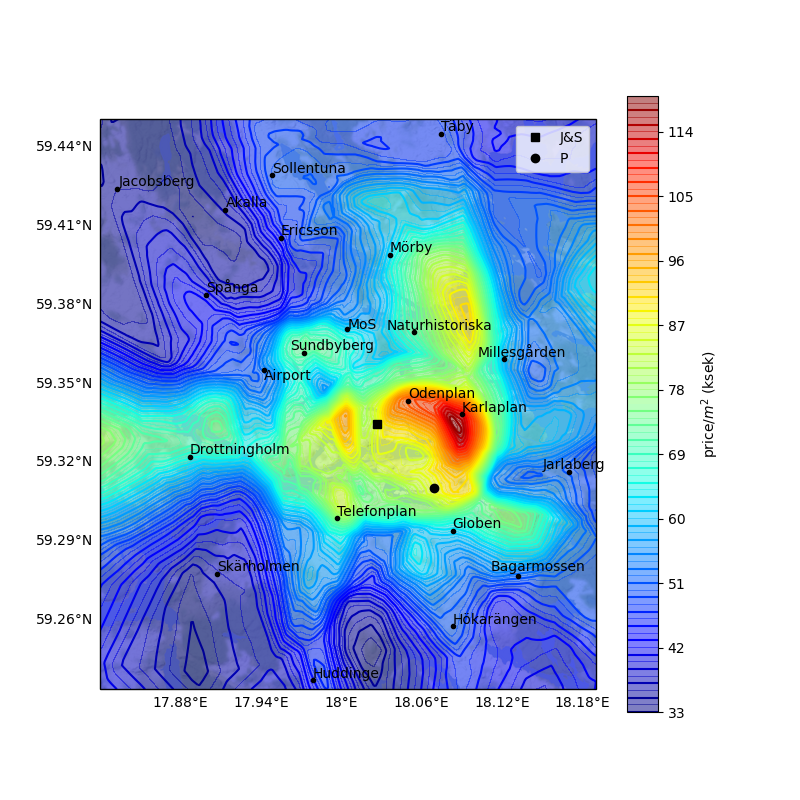 Täby
J&S
P
59.44°N
Sollentuna
Jacobsberg
Akalla
59.41°N
Ericsson
Mörby
Spånga
59.38°N
MoS
Naturhistoriska
Sundbyberg
Millesgården
Airport
59.35°N
Odenplan
Karlaplan
Drottningholm
59.32°N
Jarlaberg
Telefonplan
Globen
59.29°N
Skärholmen
Bagarmossen
59.26°N
Hökarängen
Huddinge
17.88°E 17.94°E 18°E 18.06°E 18.12°E 18.18°E
114
105
96
87
78
69
60
51
42
33
price/m² (ksek)